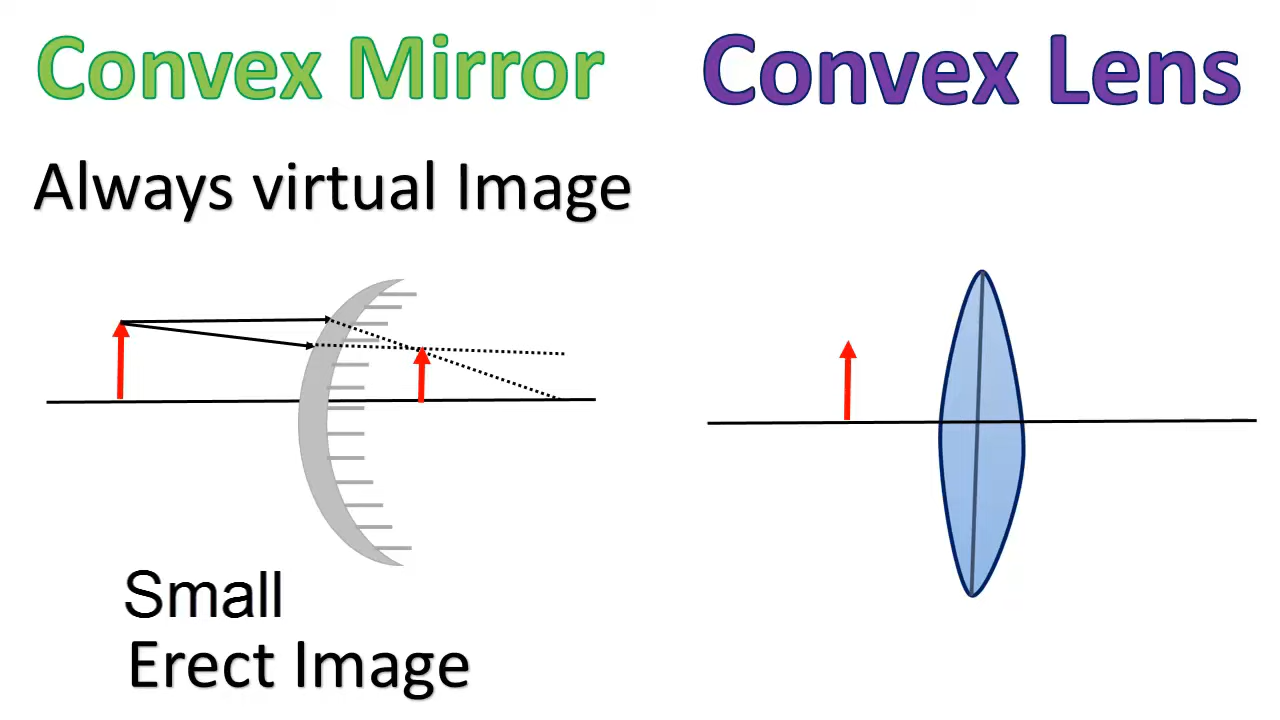 Convex Mirror
Convex Lens
Always virtual Image
Small
Erect Image